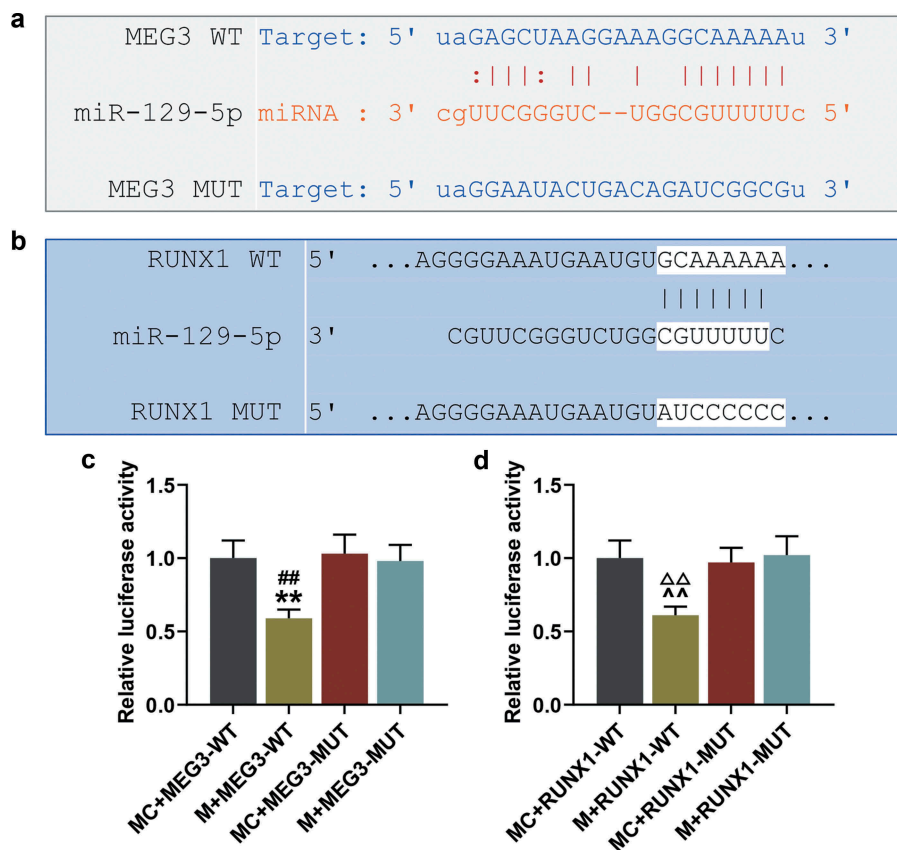 a
MEG3 WT Target: 5' uaGAGCUAAGGAAAGGCAAAAAu 3'
:|||: || | |||||||
miR-129-5p miRNA : 3' cgUUCGGGUC--UGGCGUUUUUc 5'
MEG3 MUT Target: 5' uaGGAAUACUGACAGAUCGGCGu 3'
b
RUNX1 WT 5' ...AGGGGAAAUGAAUGUGCAAAAAA...
|||||||
miR-129-5p 3' CGUUCGGGUCUGGCGUUUUUC
RUNX1 MUT 5' ...AGGGGAAAUGAAUGUAUCCCCCC...
c
Relative luciferase activity
1.5
1.0
0.5
0.0
##
**
MC+MEG3-WT
M+MEG3-WT
MC+MEG3-MUT
M+MEG3-MUT
d
Relative luciferase activity
1.5
1.0
0.5
0.0
△△
^^
MC+RUNX1-WT
M+RUNX1-WT
MC+RUNX1-MUT
M+RUNX1-MUT